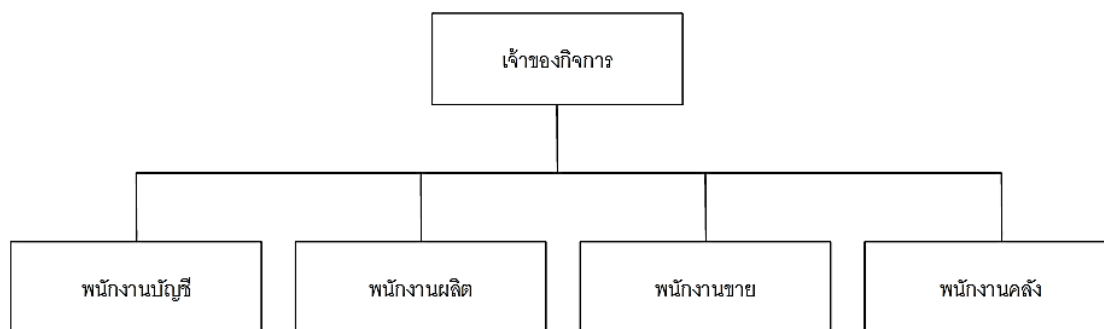 เจ้าของกิจการ
พนักงานบัญชี
พนักงานผลิต
พนักงานขาย
พนักงานคลัง